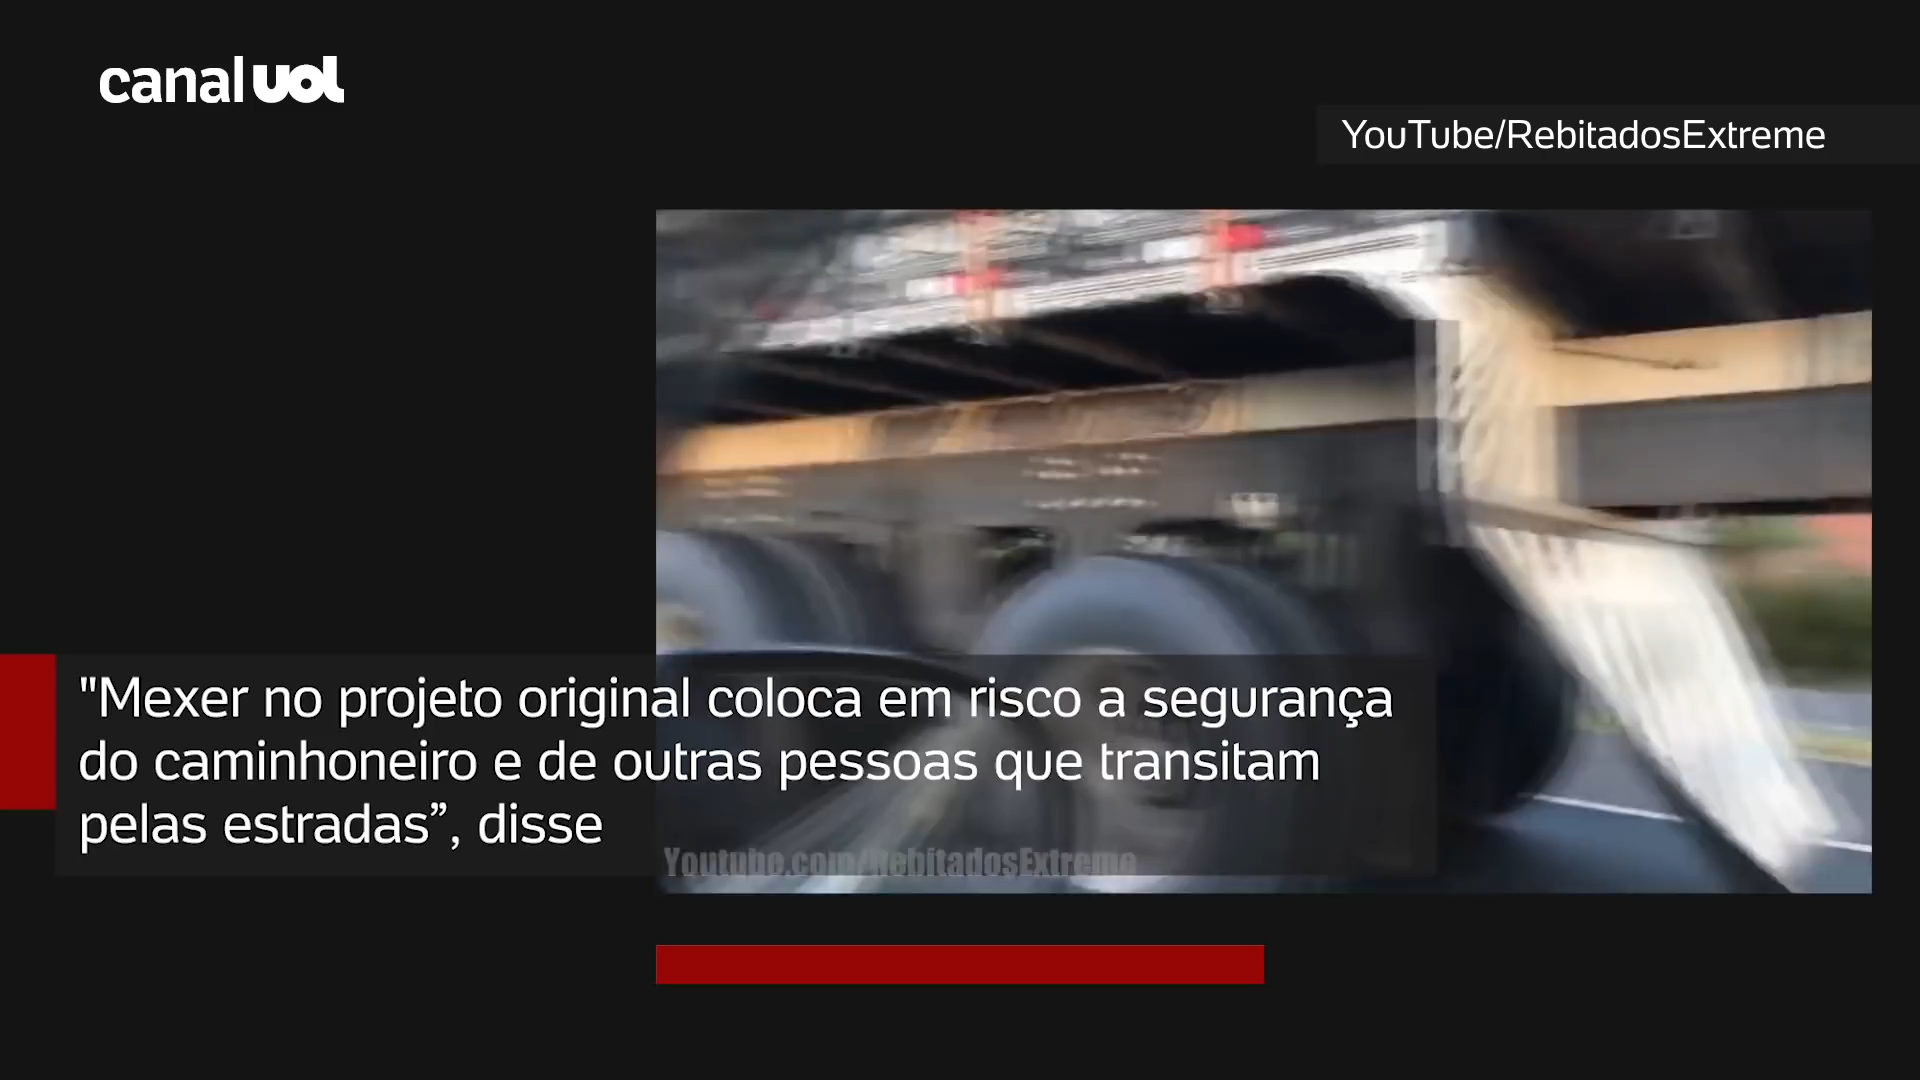 canal uol
YouTube/RebitadosExtreme
"Mexer no projeto original coloca em risco a segurança
do caminhoneiro e de outras pessoas que transitam
pelas estradas”, disse
Youtube.com/RebitadosExtreme